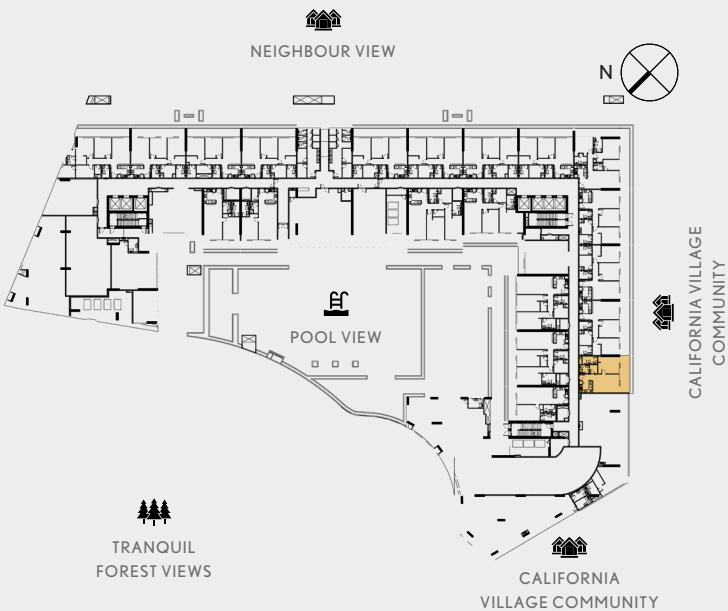 NEIGHBOUR VIEW
N
CALIFORNIA VILLAGE
COMMUNITY
POOL VIEW
TRANQUIL
FOREST VIEWS
CALIFORNIA
VILLAGE COMMUNITY